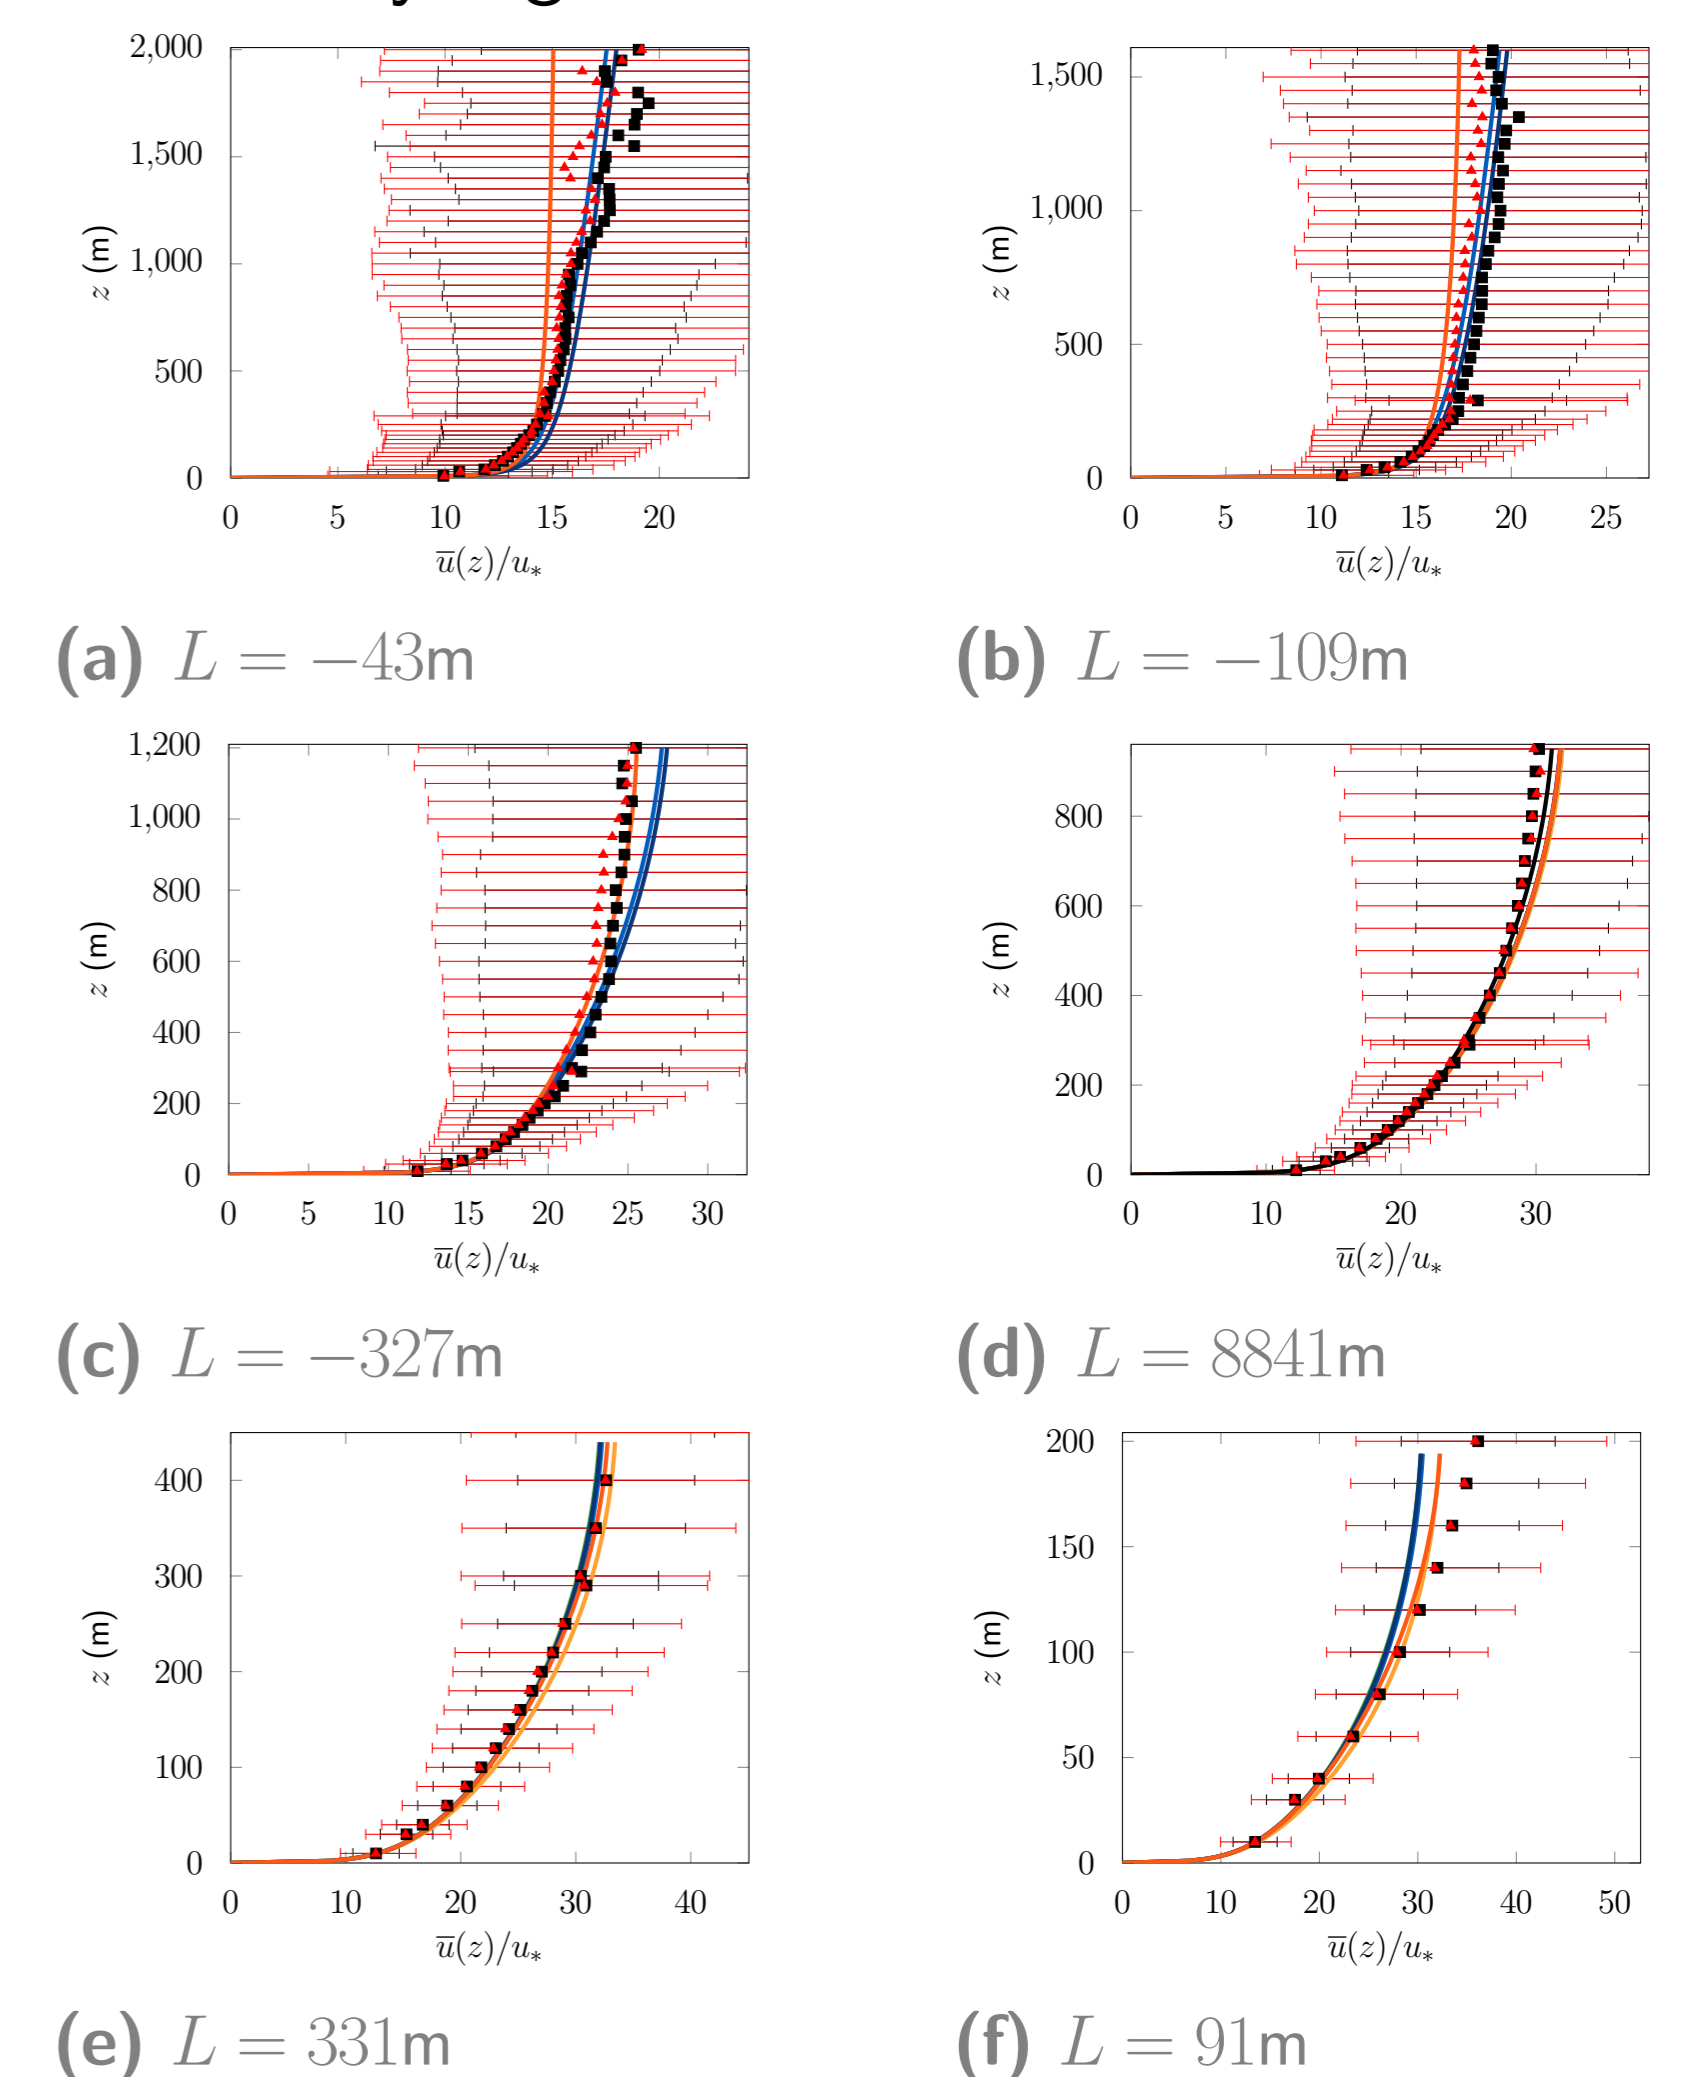 2,000
1,500
1,000
500
0
0 5 10 15 20
z (m)
u̅(z)/u*
(a) L = −43m
1,500
1,000
500
0
0 5 10 15 20 25
z (m)
u̅(z)/u*
(b) L = −109m
1,200
1,000
800
600
400
200
0
0 5 10 15 20 25 30
z (m)
u̅(z)/u*
(c) L = −327m
800
600
400
200
0
0 10 20 30
z (m)
u̅(z)/u*
(d) L = 8841m
400
300
200
100
0
0 10 20 30 40
z (m)
u̅(z)/u*
(e) L = 331m
200
150
100
50
0
0 10 20 30 40 50
z (m)
u̅(z)/u*
(f) L = 91m